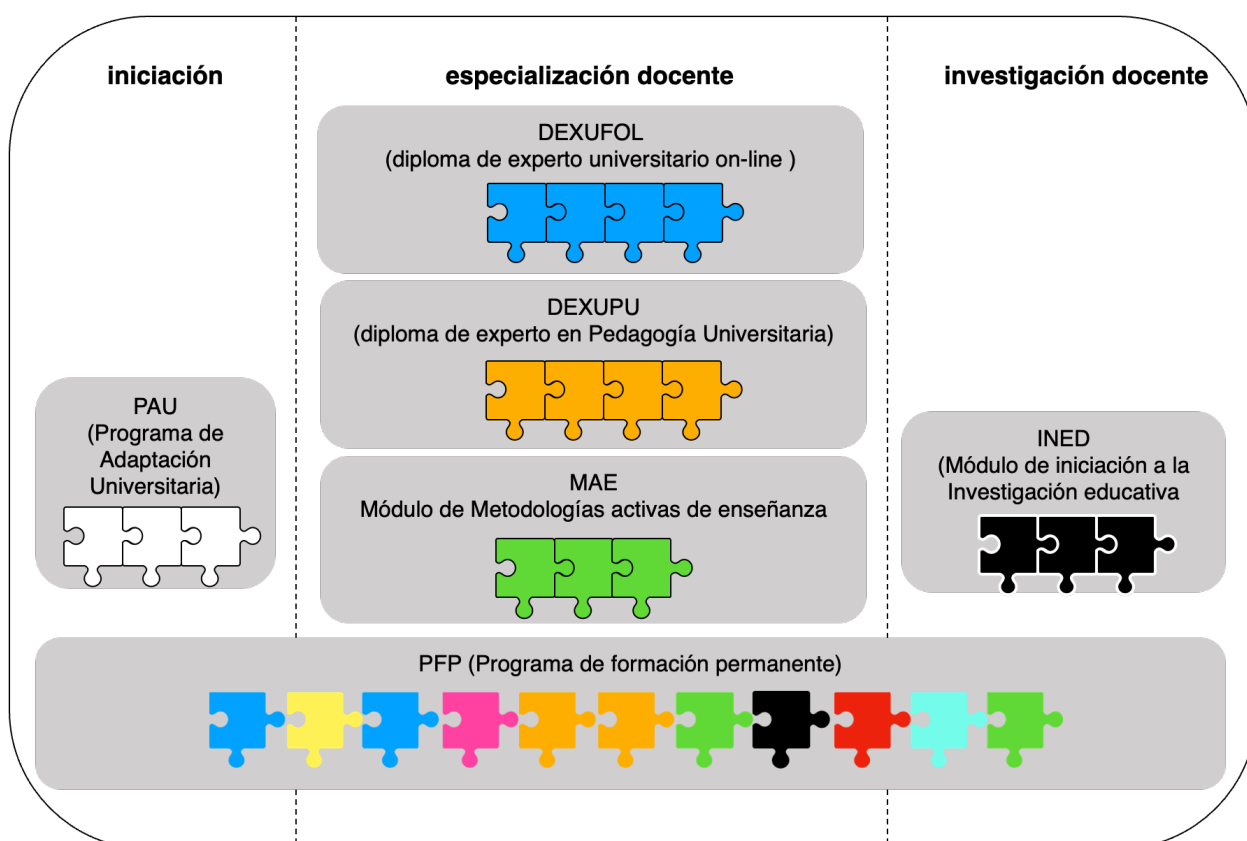 iniciación
especialización docente
investigación docente
DEXUFOL
(diploma de experto universitario on-line )
DEXUPU
(diploma de experto en Pedagogía Universitaria)
PAU
(Programa de
Adaptación
Universitaria)
MAE
Módulo de Metodologías activas de enseñanza
INED
(Módulo de iniciación a la
Investigación educativa
PFP (Programa de formación permanente)